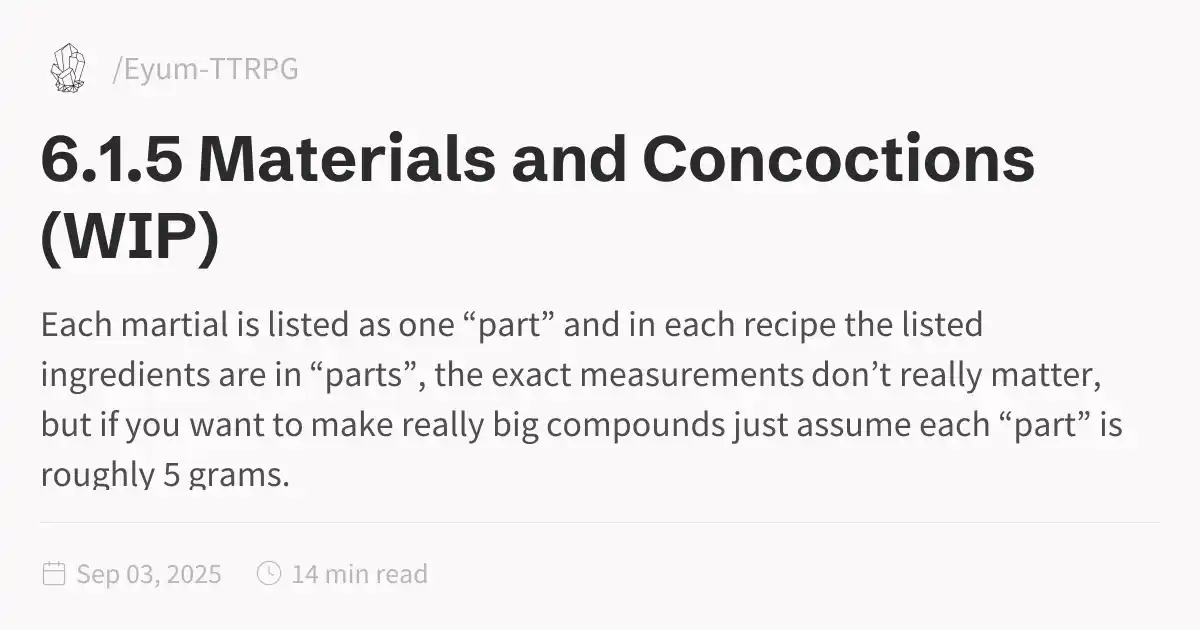 /Eyum-TTRPG
6.1.5 Materials and Concoctions
(WIP)
Each martial is listed as one “part” and in each recipe the listed
ingredients are in “parts”, the exact measurements don’t really matter,
but if you want to make really big compounds just assume each “part” is
roughly 5 grams.
Sep 03, 2025 14 min read